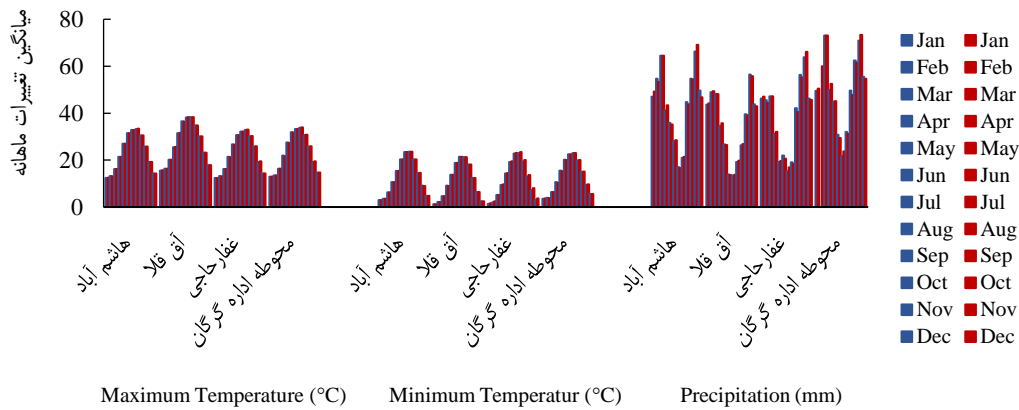 میانگین تغییرات ماهانه
80
60
40
20
0
هاشم آباد
آق قلا
غفارحاجی
محوطه اداره گرگان
هاشم آباد
آق قلا
غفارحاجی
محوطه اداره گرگان
هاشم آباد
آق قلا
غفارحاجی
محوطه اداره گرگان
Maximum Temperature (°C)
Minimum Temperatur (°C)
Precipitation (mm)
Jan Jan
Feb Feb
Mar Mar
Apr Apr
May May
Jun Jun
Jul Jul
Aug Aug
Sep Sep
Oct Oct
Nov Nov
Dec Dec